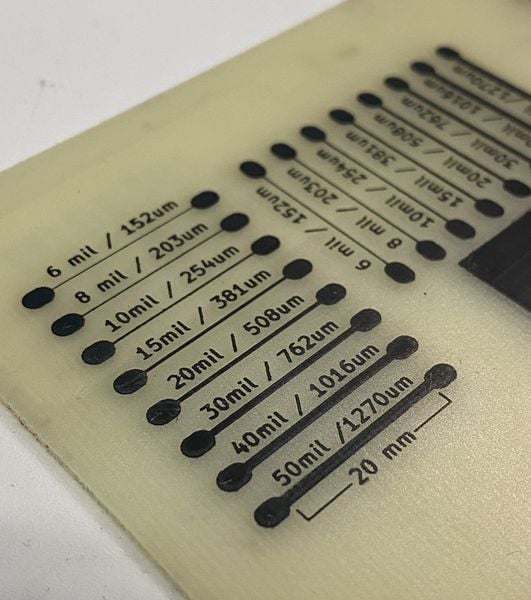 6 mil / 152um
8 mil / 203um
10mil / 254um
15mil / 381um
20mil / 508um
30mil / 762um
40mil / 1016um
50mil /1270um
20 mm
6 mil / 152um
8 mil / 203um
10mil / 254um
15mil / 381um
20mil / 508um
30mil / 762um
/ 1016um
/1270um